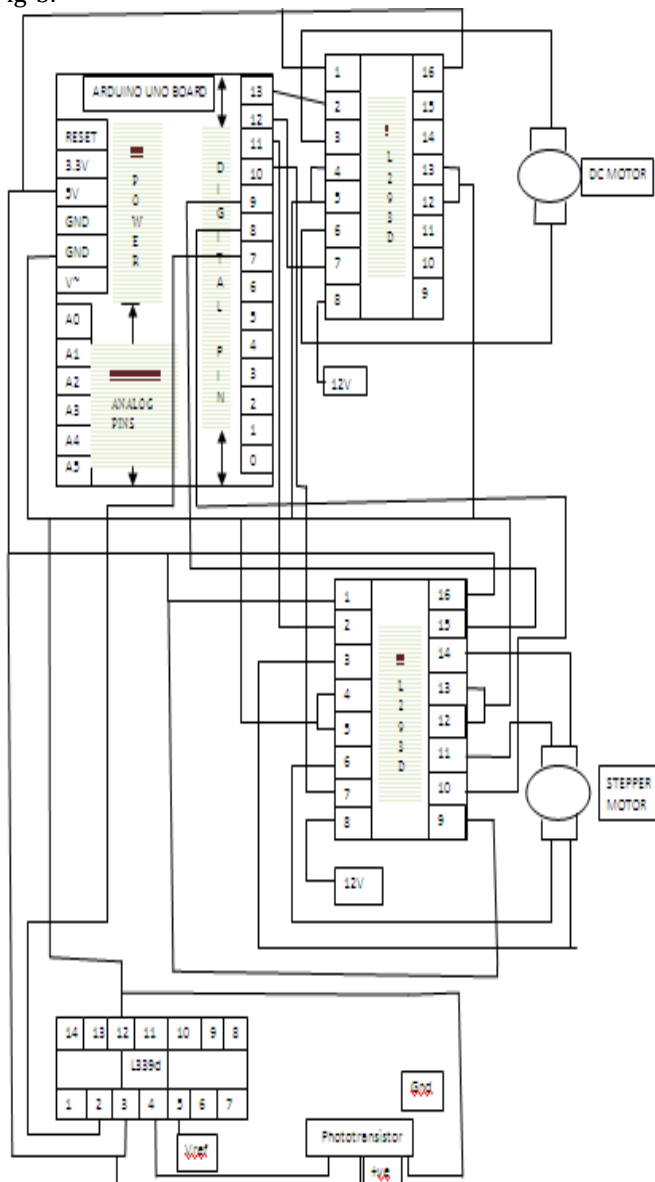 ig-3.
ARDUINO UNO BOARD
RESET
3.3V
5V
GND
GND
V~
A0
A1
A2
A3
A4
A5
POWER
ANALOG
PINS
DIGITAL PIN
13
12
11
10
9
8
7
6
5
4
3
2
1
0
1
2
3
4
5
6
7
8
L293D
16
15
14
13
12
11
10
9
DC MOTOR
12V
1
2
3
4
5
6
7
8
L293D
16
15
14
13
12
11
10
9
STEPPER
MOTOR
12V
14 13 12 11 10 9 8
L339d
1 2 3 4 5 6 7
Vref
Gnd
Phototransistor
+ve